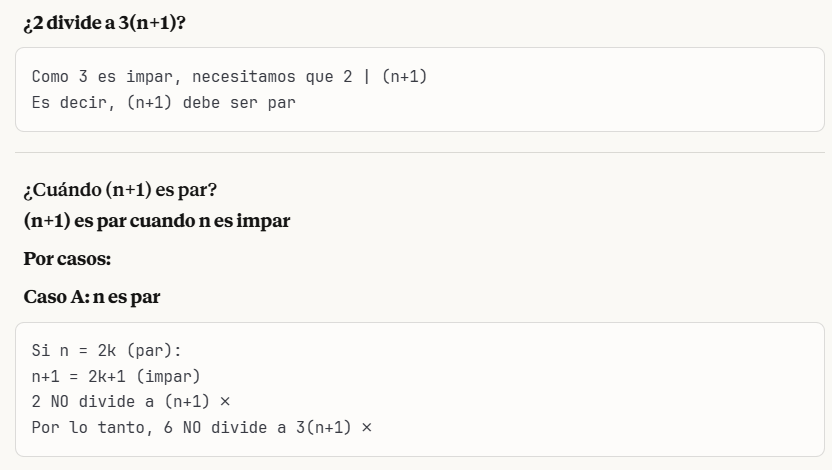 ¿2 divide a 3(n+1)?
Como 3 es impar, necesitamos que 2 | (n+1)
Es decir, (n+1) debe ser par
¿Cuándo (n+1) es par?
(n+1) es par cuando n es impar
Por casos:
Caso A: n es par
Si n = 2k (par):
n+1 = 2k+1 (impar)
2 NO divide a (n+1) ×
Por lo tanto, 6 NO divide a 3(n+1) ×